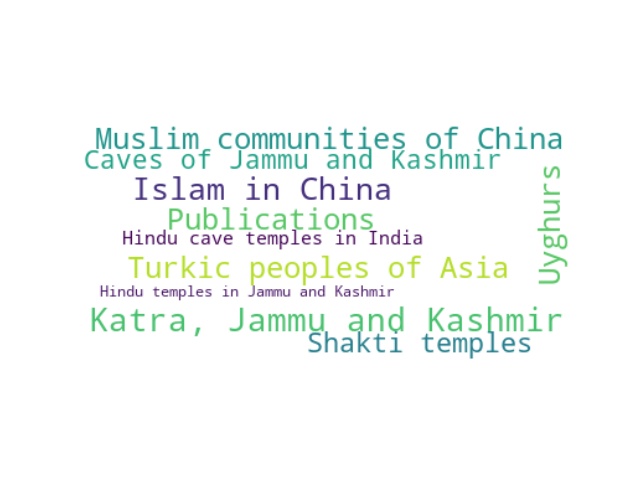 Muslim communities of China
Caves of Jammu and Kashmir
Islam in China
Publications
Hindu cave temples in India
Turkic peoples of Asia
Hindu temples in Jammu and Kashmir
Katra, Jammu and Kashmir
Shakti temples
Uyghurs